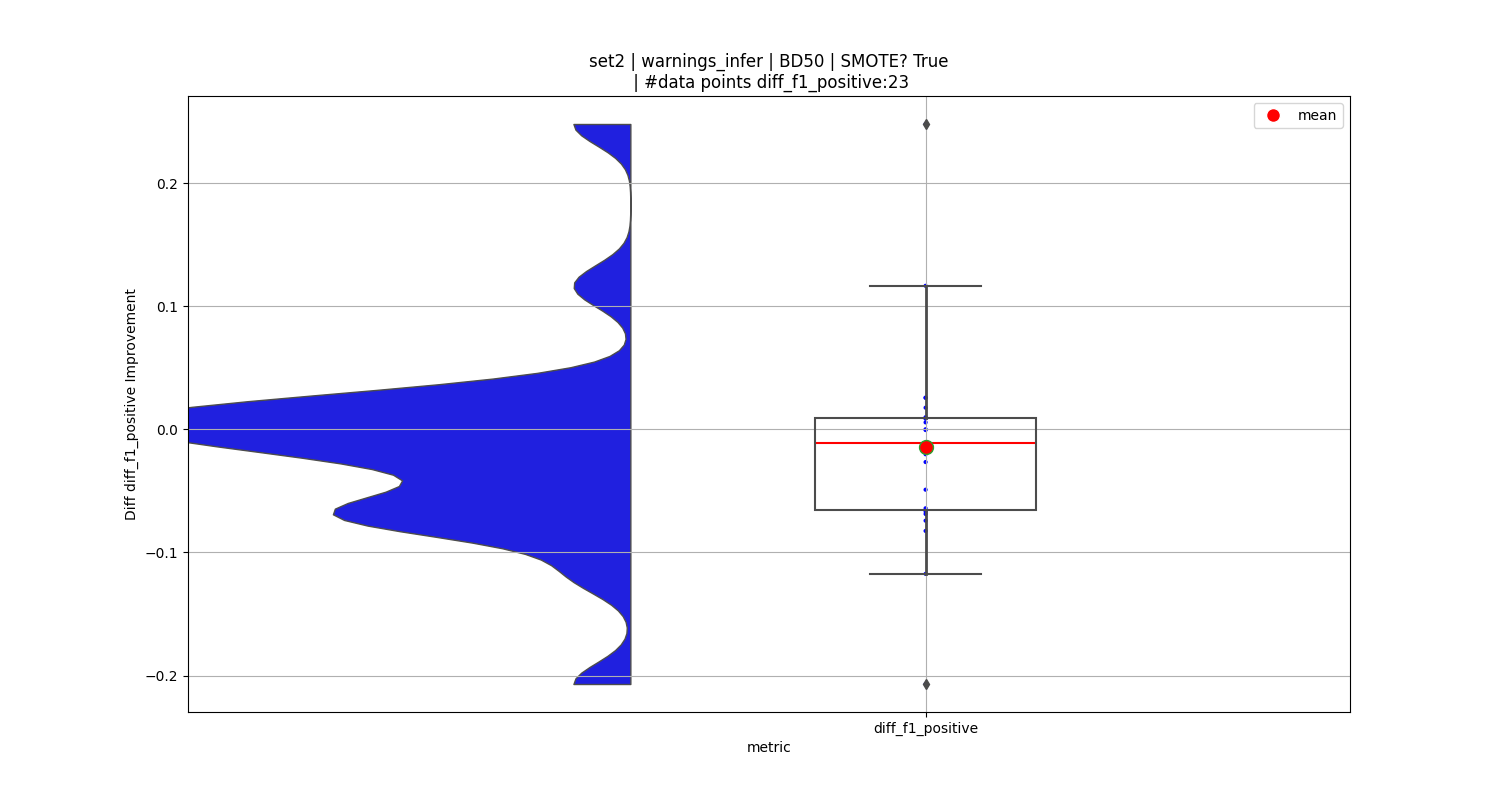 set2 | warnings_infer | BD50 | SMOTE? True
| #data points diff_f1_positive:23
mean
0.2
0.1
0.0
−0.1
−0.2
Diff diff_f1_positive Improvement
diff_f1_positive
metric